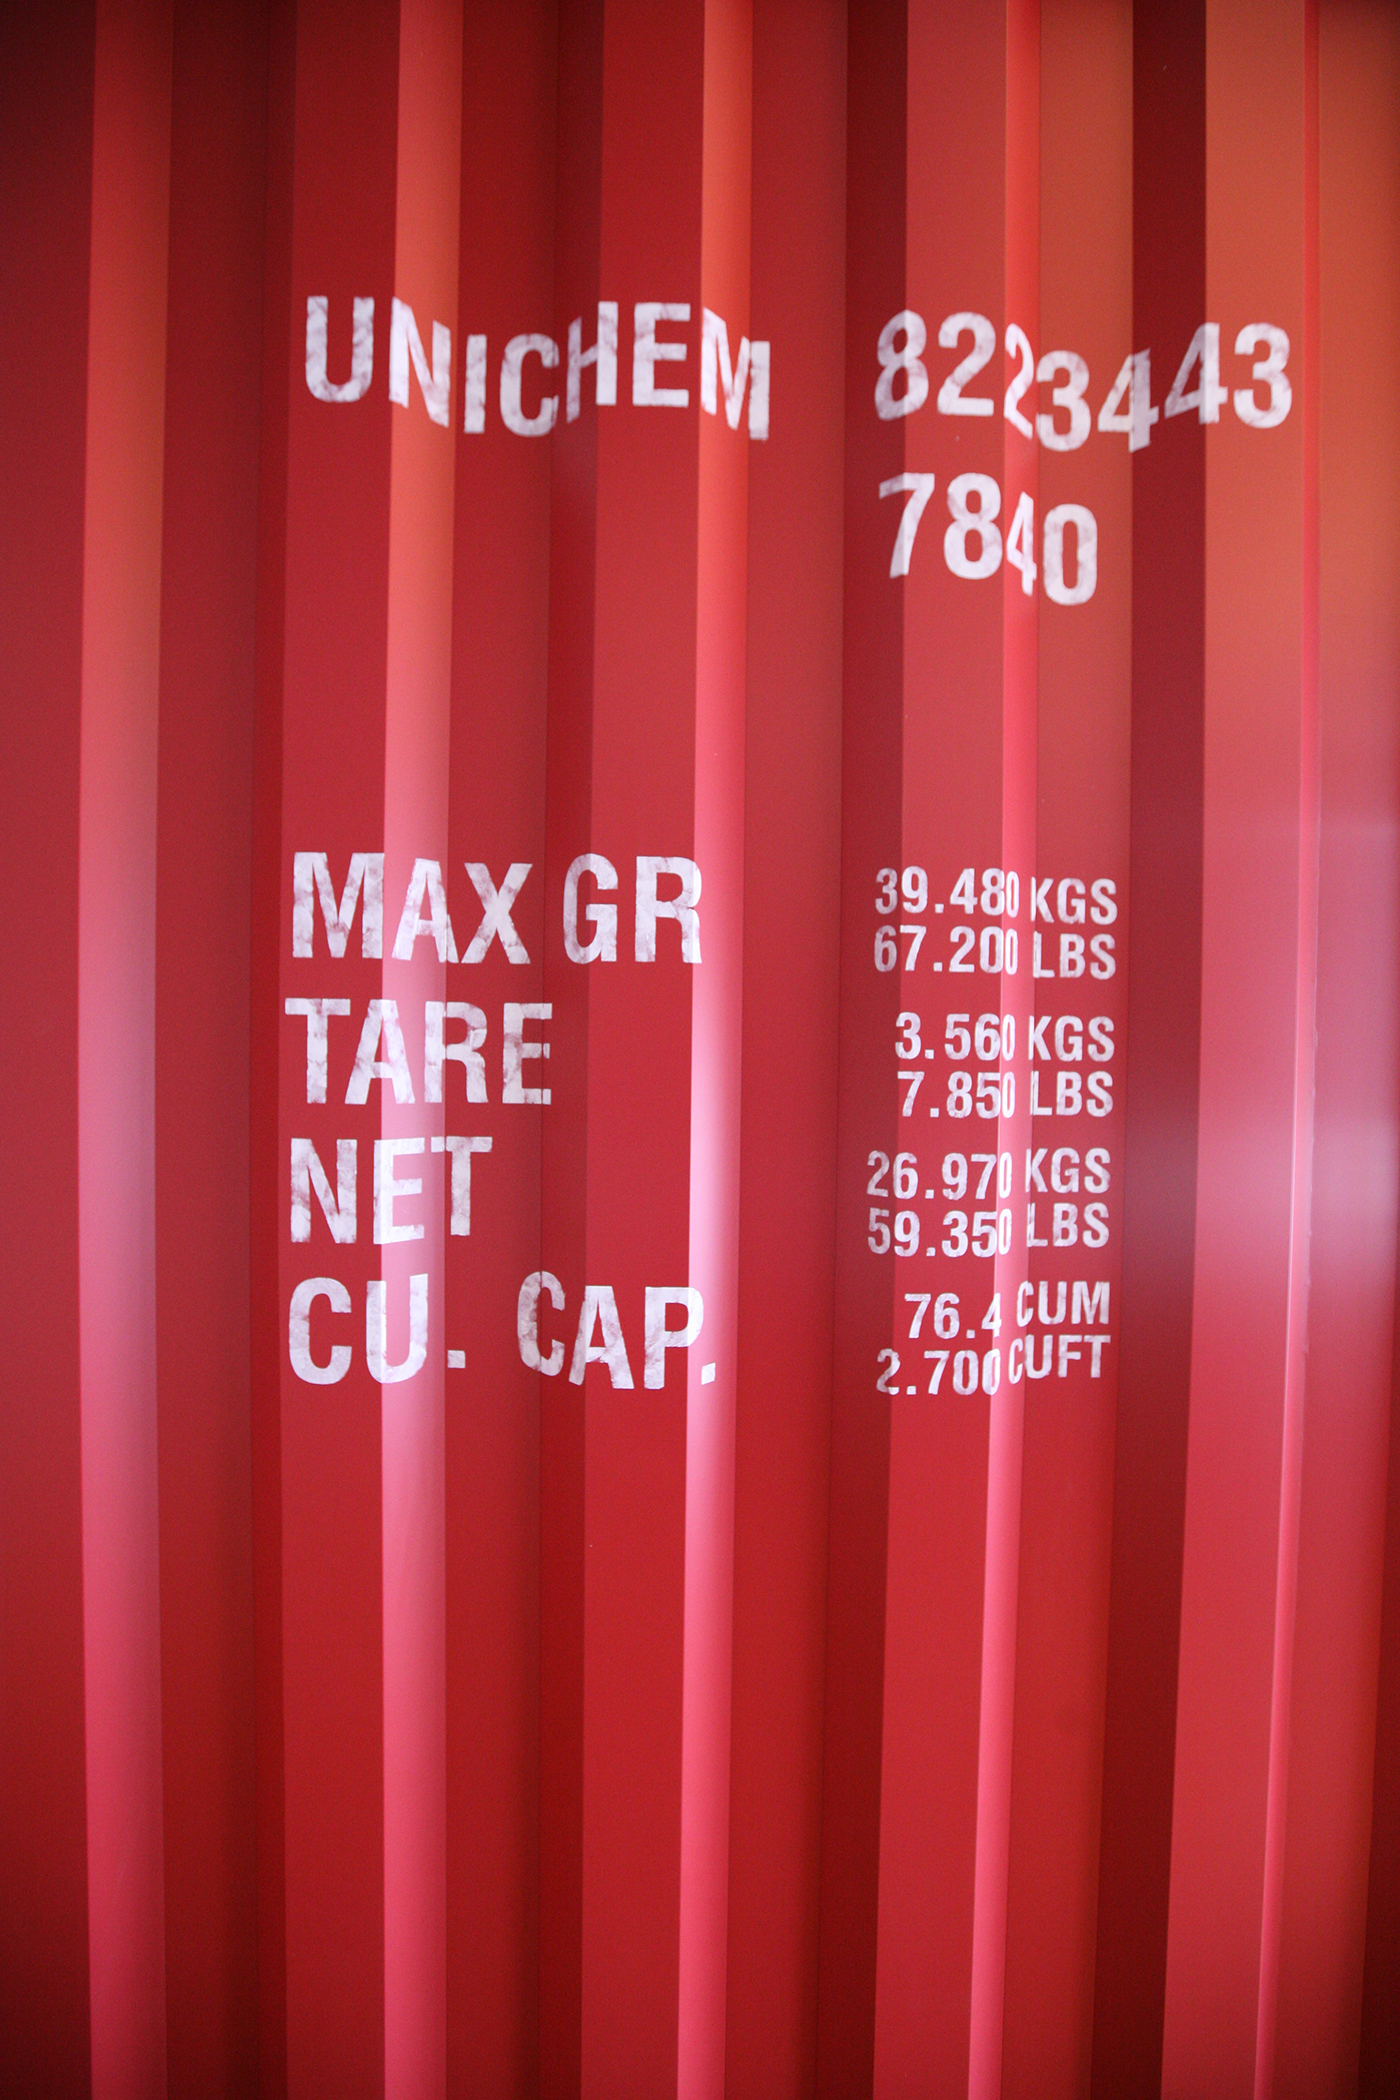 UNICHEM 8223443
7840
MAX GR 39.480 KGS
67.200 LBS
TARE 3.560 KGS
7.850 LBS
NET 26.970 KGS
59.350 LBS
CU. CAP. 76.4 CUM
2.700 CUFT